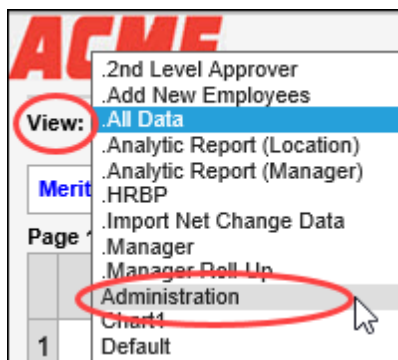 ACME
.2nd Level Approver
.Add New Employees
View:
.All Data
.Analytic Report (Location)
.Analytic Report (Manager)
Merit
.HRBP
.Import Net Change Data
Page 1
.Manager
.Manager Roll-Up
Administration
Chart1
1
Default